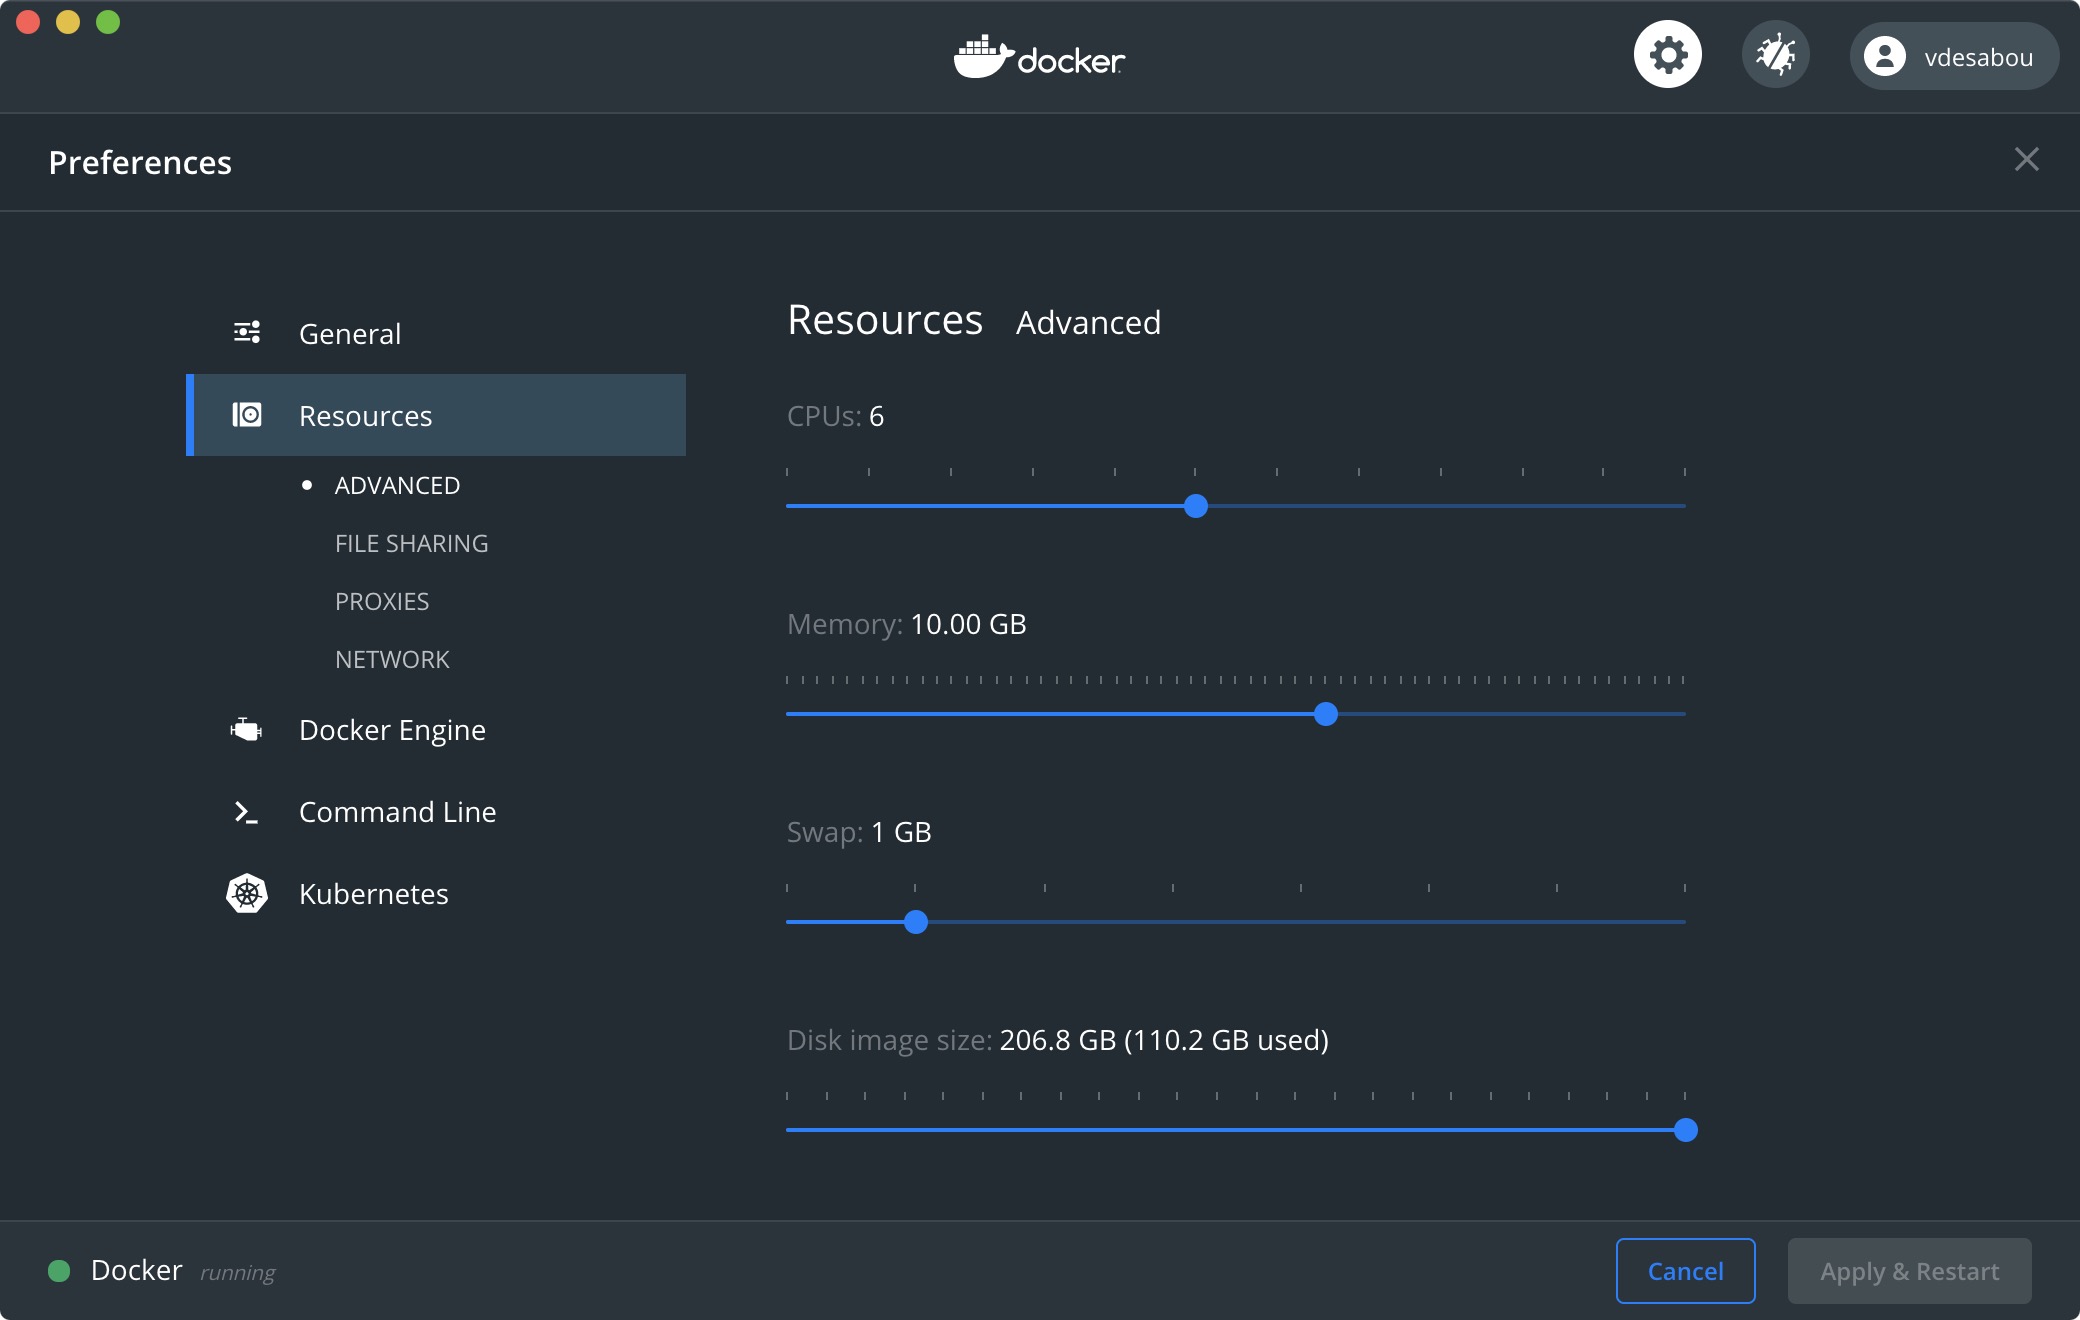 docker
vdesabou
Preferences
General
Resources
ADVANCED
FILE SHARING
PROXIES
NETWORK
Docker Engine
Command Line
Kubernetes
Resources Advanced
CPUs: 6
Memory: 10.00 GB
Swap: 1 GB
Disk image size: 206.8 GB (110.2 GB used)
Docker running
Cancel
Apply & Restart